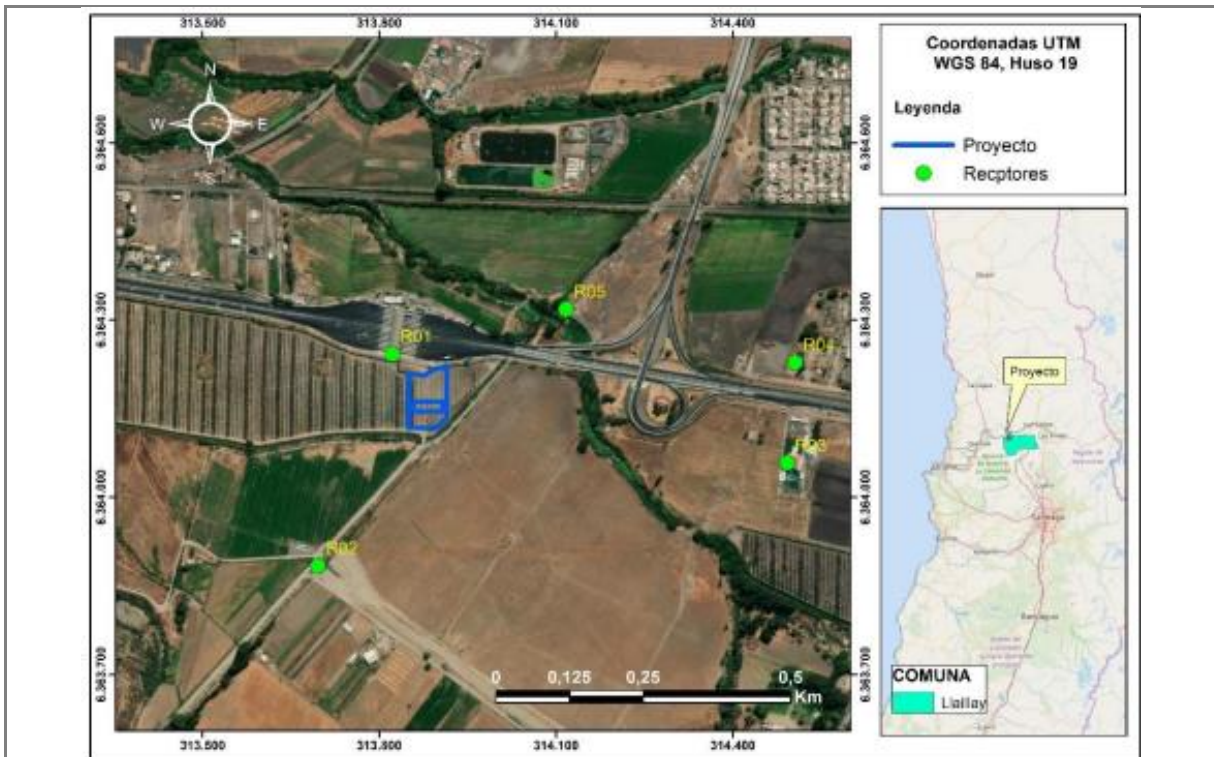 313.500 313.800 314.100 314.400
Coordenadas UTM
WGS 84, Huso 19
Leyenda
Proyecto
Recptores
N
W E
6.364.600 6.364.600
R05
6.364.300 6.364.300
R01
R04
Proyecto
R03
6.364.000 6.364.000
R02
6.363.700 6.363.700
0 0,125 0,25 0,5
Km
COMUNA
Llaillay
313.500 313.800 314.100 314.400